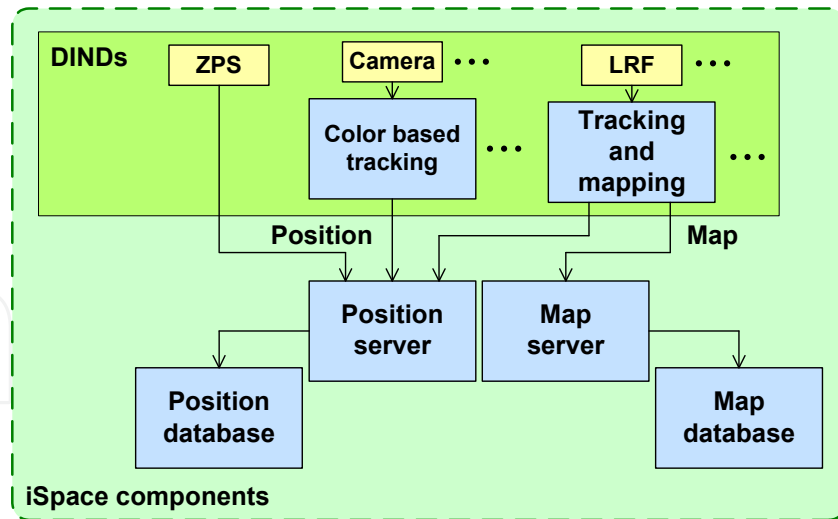 DINDs
ZPS
Camera
• • •
LRF
• • •
Color based
tracking
• • •
Tracking
and
mapping
• • •
Position
Map
Position
server
Map
server
Position
database
Map
database
iSpace components